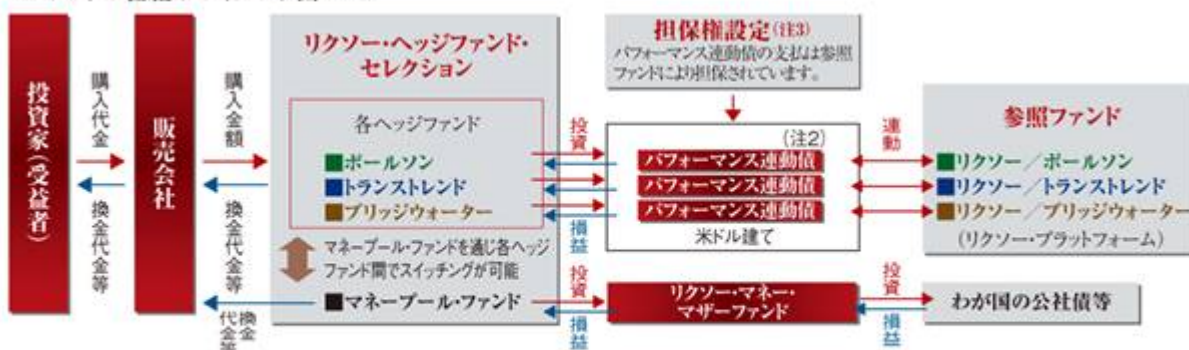 投資家（受益者）
購入代金
換金代金等
販売会社
購入金額
換金代金等
換金
代金等
リクソー・ヘッジファンド・
セレクション
各ヘッジファンド
■ポールソン
■トランストレンド
■ブリッジウォーター
マネープール・ファンドを通じ各ヘッジ
ファンド間でスイッチングが可能
■マネープール・ファンド
投資
損益
投資
損益
担保権設定(注3)
パフォーマンス連動債の支払は参照
ファンドにより担保されています。
(注2)
パフォーマンス連動債
パフォーマンス連動債
パフォーマンス連動債
米ドル建て
リクソー・マネー・
マザーファンド
連動
投資
損益
参照ファンド
■リクソー／ポールソン
■リクソー／トランストレンド
■リクソー／ブリッジウォーター
(リクソー・プラットフォーム)
わが国の公社債等